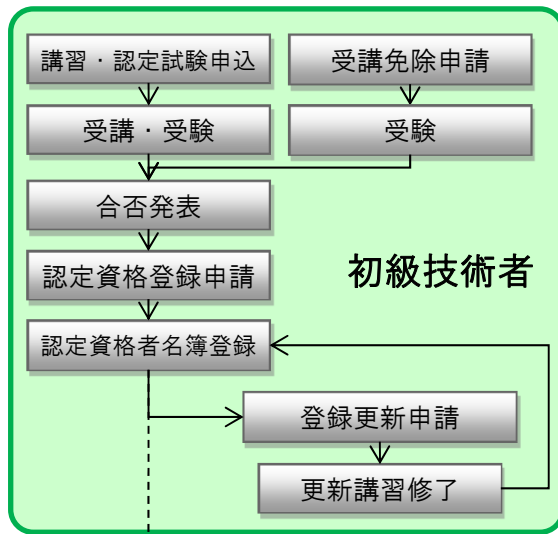 講習・認定試験申込
受講免除申請
受講・受験
受験
合否発表
認定資格登録申請
初級技術者
認定資格者名簿登録
登録更新申請
更新講習修了